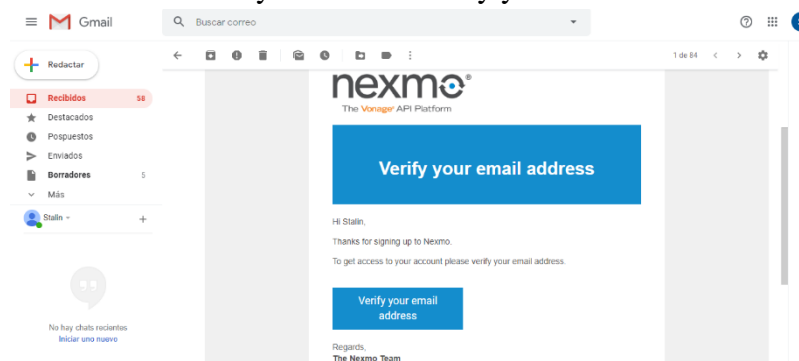 Gmail
Buscar correo
Redactar
1 de 84
Recibidos 58
Destacados
Pospuestos
Enviados
Borradores 5
Más
Stalin
No hay chats recientes
Iniciar uno nuevo
nexmo®
The Vonage® API Platform
Verify your email address
Hi Stalin,
Thanks for signing up to Nexmo.
To get access to your account please verify your email address.
Verify your email
address
Regards,
The Nexmo Team